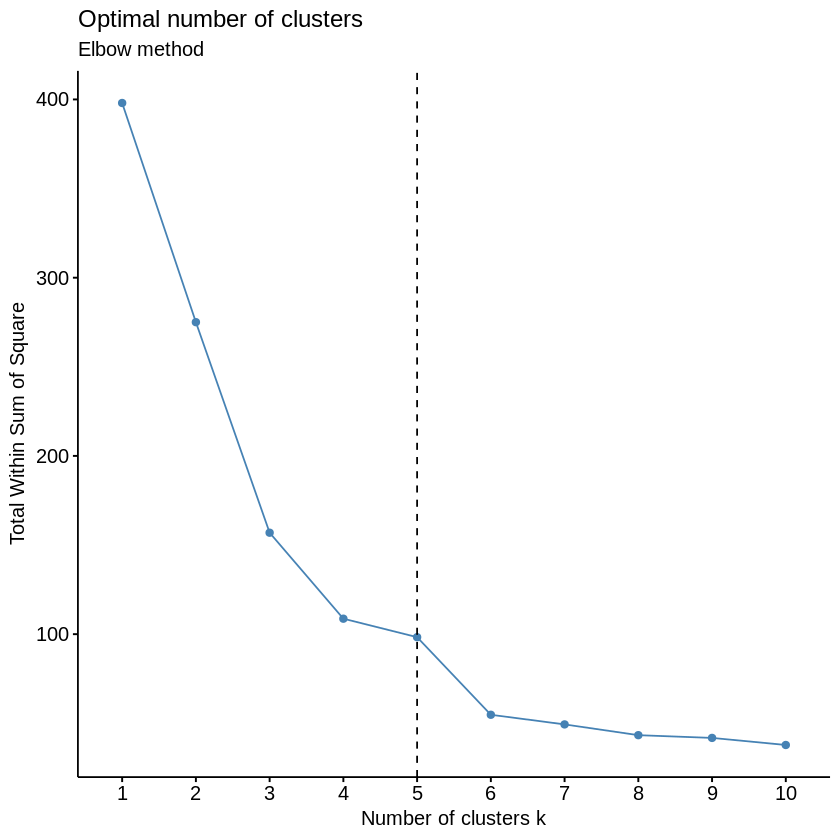 Optimal number of clusters
Elbow method
400
300
200
100
Total Within Sum of Square
1 2 3 4 5 6 7 8 9 10
Number of clusters k